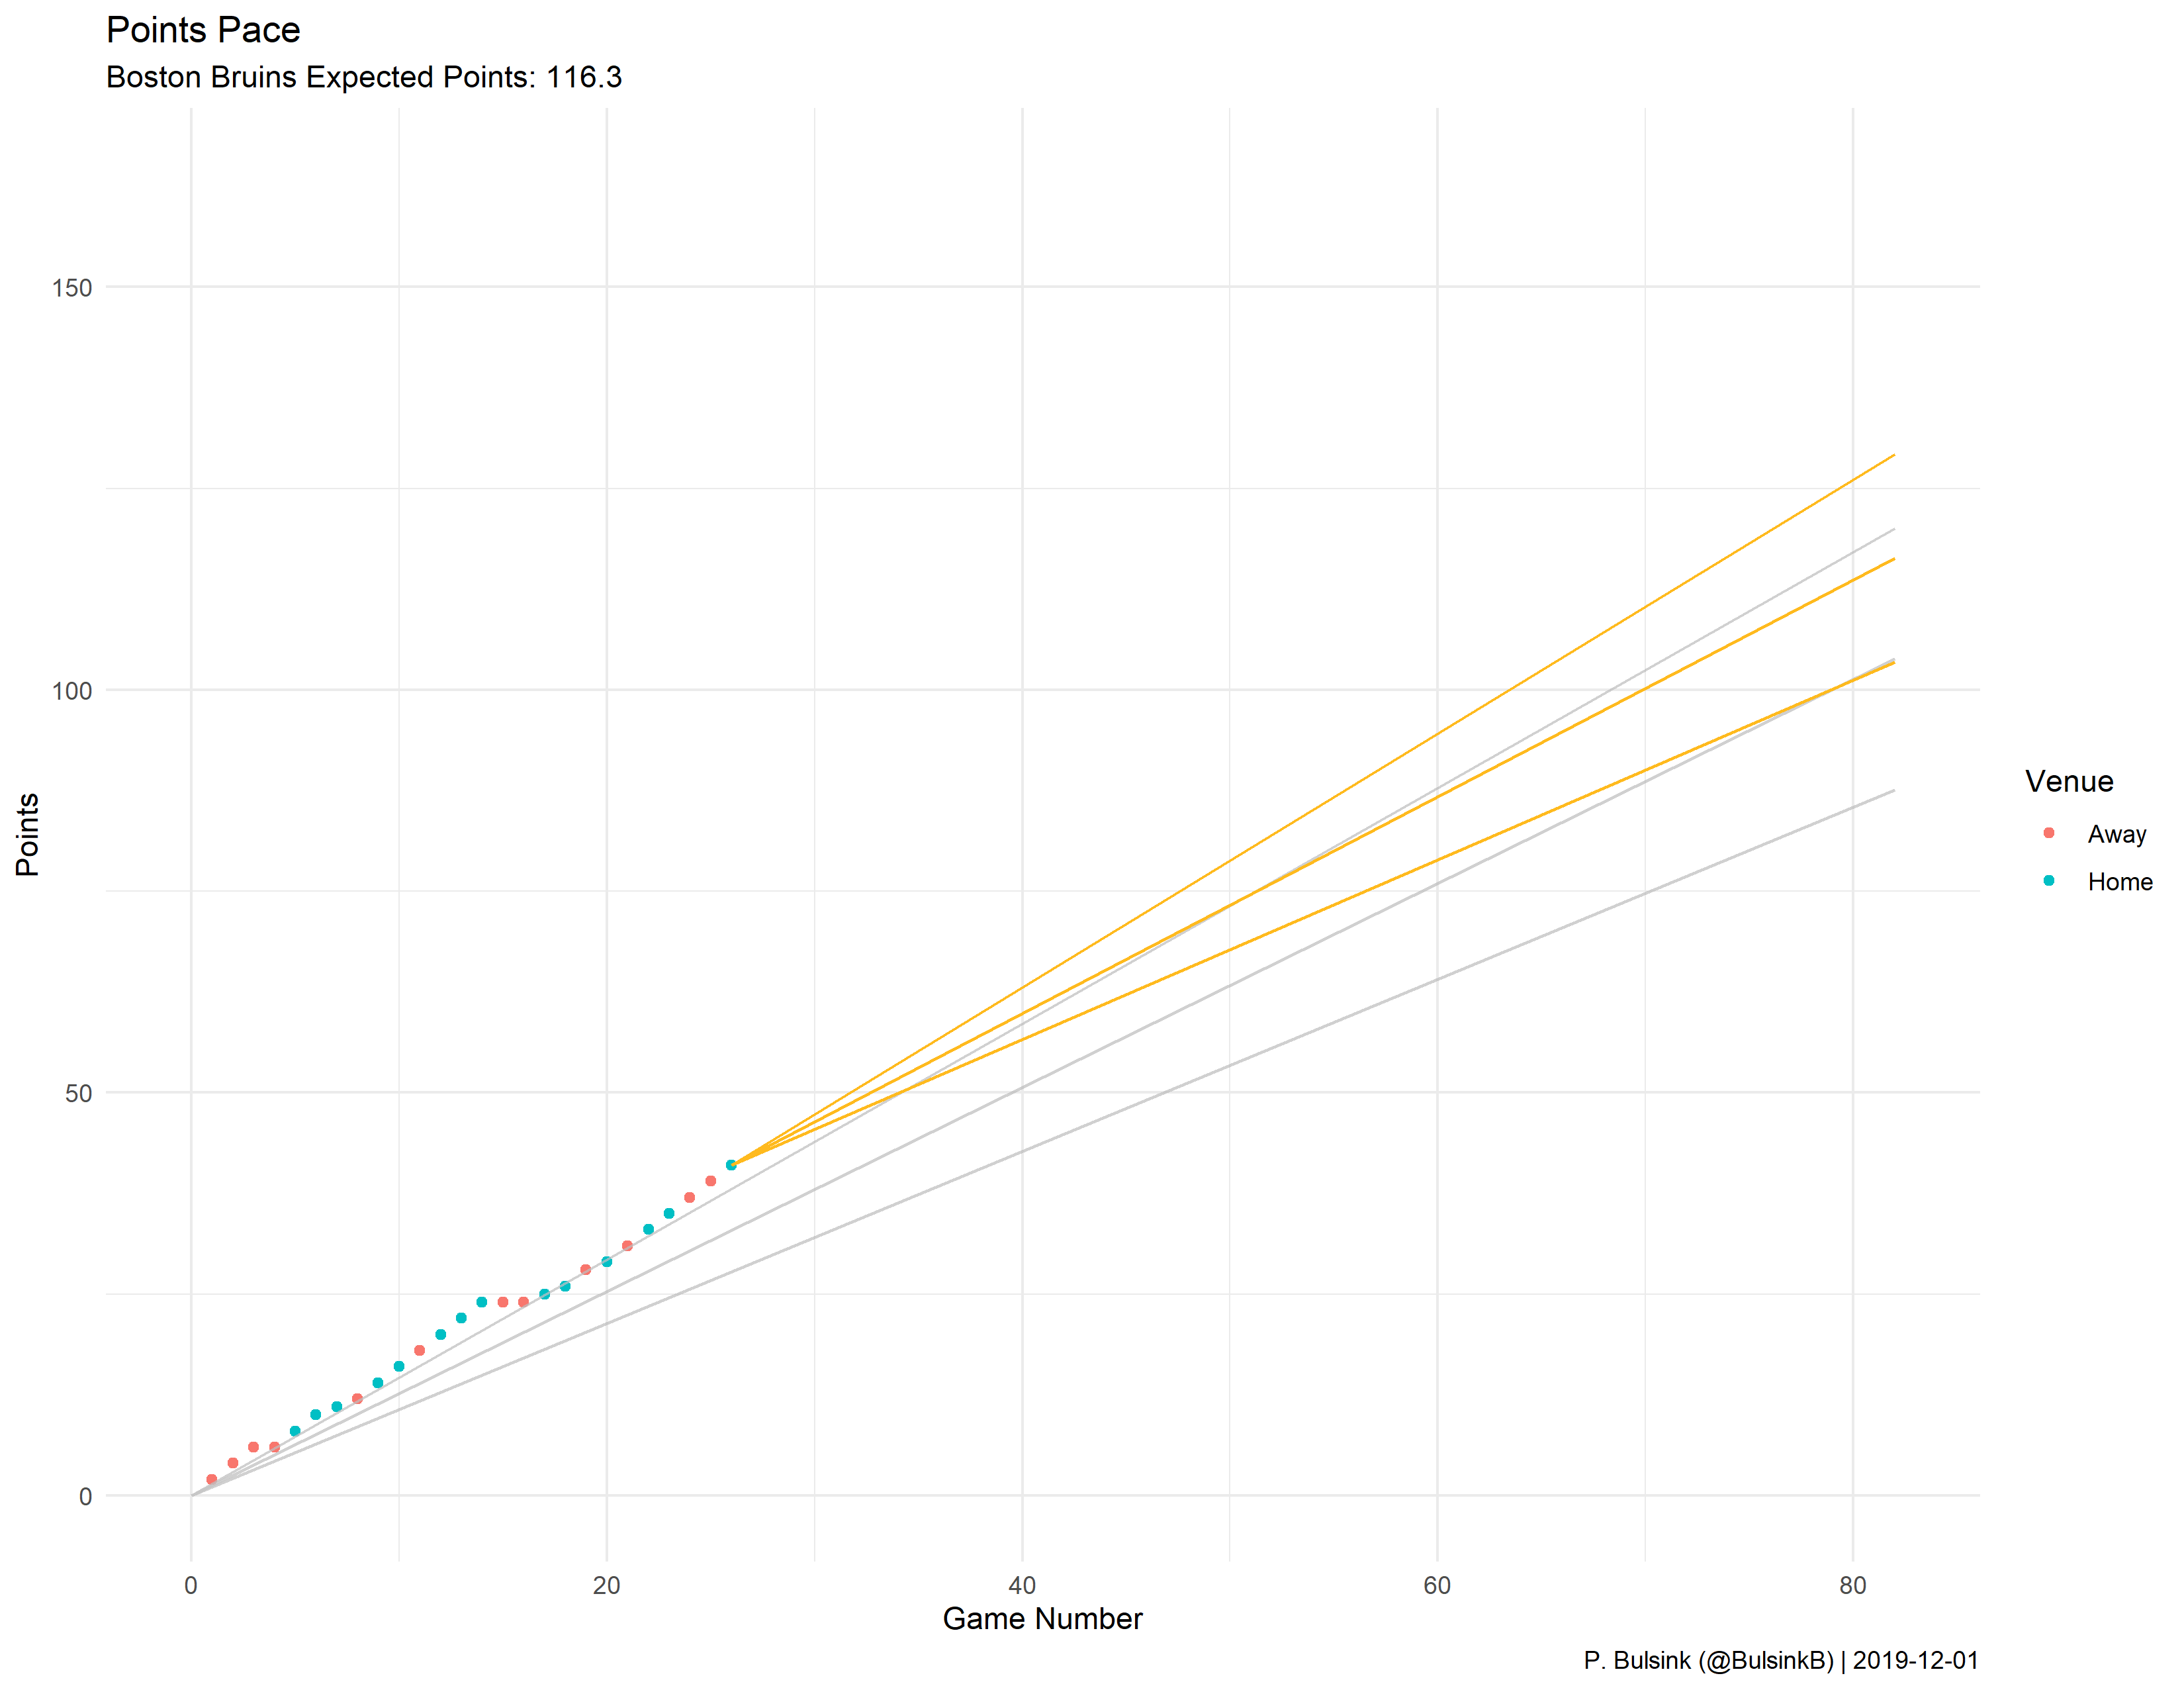 Points Pace
Boston Bruins Expected Points: 116.3
150
100
50
0
Points
0 20 40 60 80
Game Number
Venue
Away
Home
P. Bulsink (@BulsinkB) | 2019-12-01